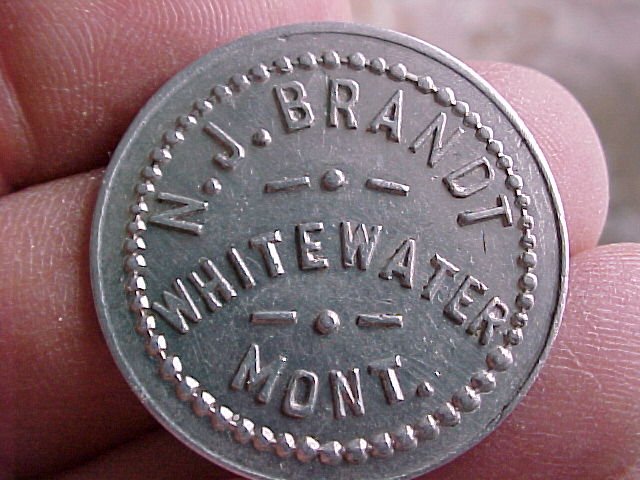 N. J. BRANDT
WHITEWATER,
MONT.